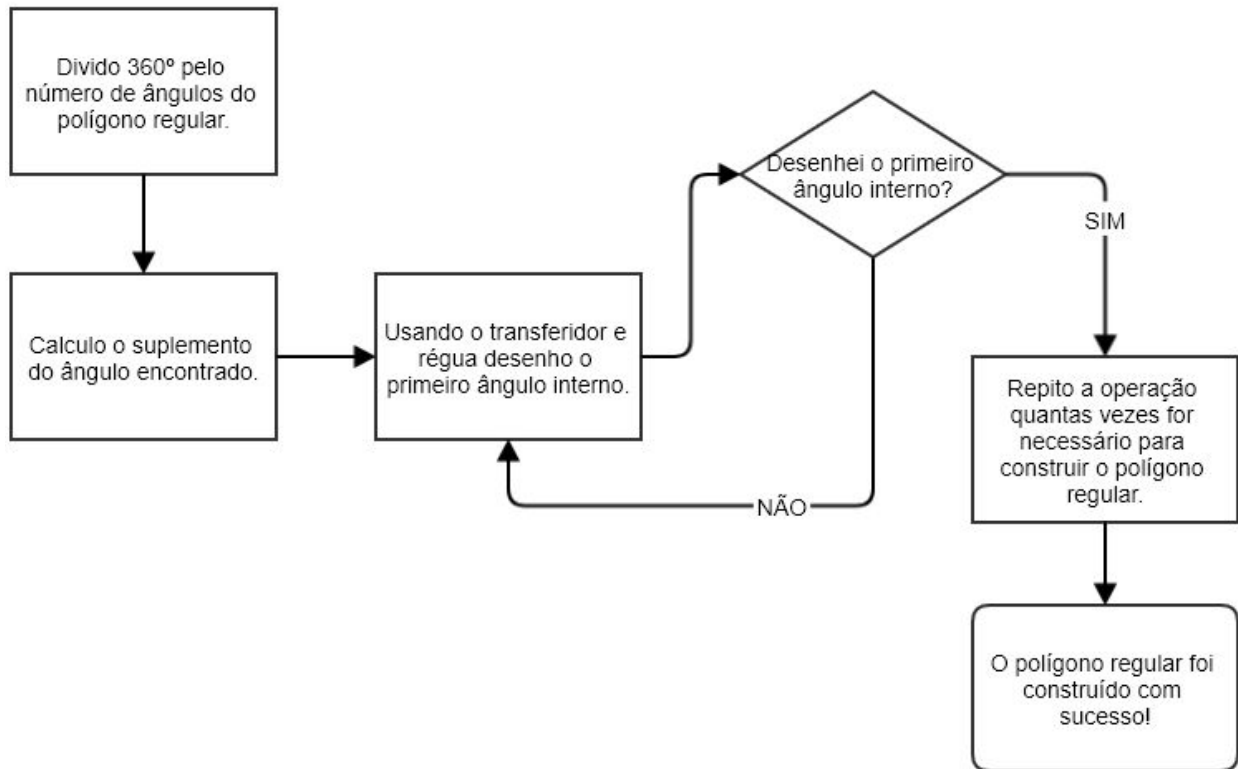 Divido 360º pelo
número de ângulos do
polígono regular.
Calculo o suplemento
do ângulo encontrado.
Usando o transferidor e
régua desenho o
primeiro ângulo interno.
Desenhei o primeiro
ângulo interno?
SIM
NÃO
Repito a operação
quantas vezes for
necessário para
construir o polígono
regular.
O polígono regular foi
construído com
sucesso!